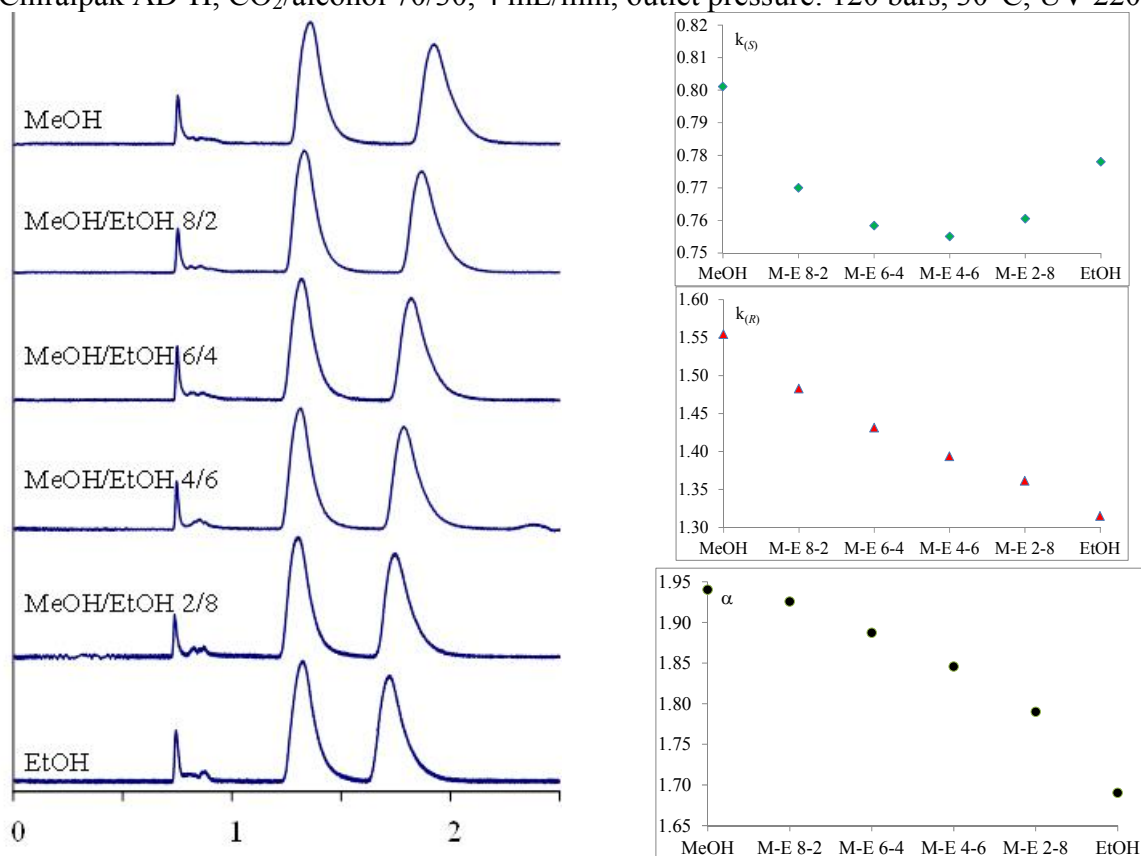 Chiralpak AD-H, CO₂/alcohol 70/30, 4 mL/min, outlet pressure: 120 bars, 30°C, UV 220
MeOH
MeOH/EtOH 8/2
MeOH/EtOH 6/4
MeOH/EtOH 4/6
MeOH/EtOH 2/8
EtOH
0 1 2
k(S)
0.82
0.81
0.80
0.79
0.78
0.77
0.76
0.75
MeOH M-E 8-2 M-E 6-4 M-E 4-6 M-E 2-8 EtOH
k(R)
1.60
1.55
1.50
1.45
1.40
1.35
1.30
MeOH M-E 8-2 M-E 6-4 M-E 4-6 M-E 2-8 EtOH
α
1.95
1.90
1.85
1.80
1.75
1.70
1.65
MeOH M-E 8-2 M-E 6-4 M-E 4-6 M-E 2-8 EtOH